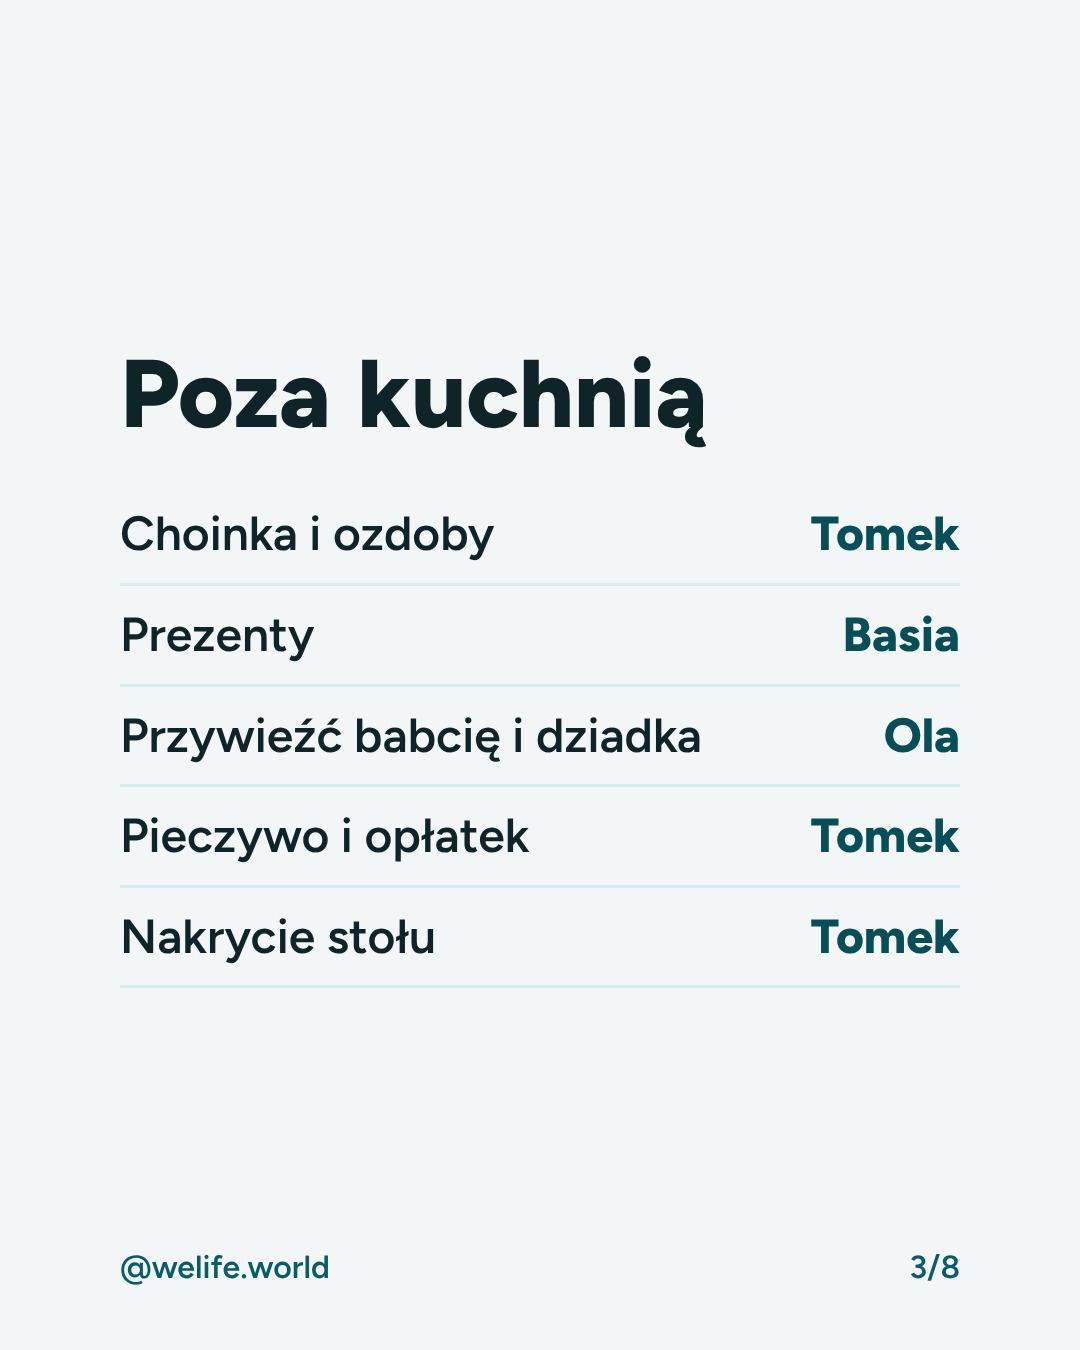 Poza kuchnią
Choinka i ozdoby Tomek
Prezenty Basia
Przywieźć babcię i dziadka Ola
Pieczywo i opłatek Tomek
Nakrycie stołu Tomek
@welife.world 3/8